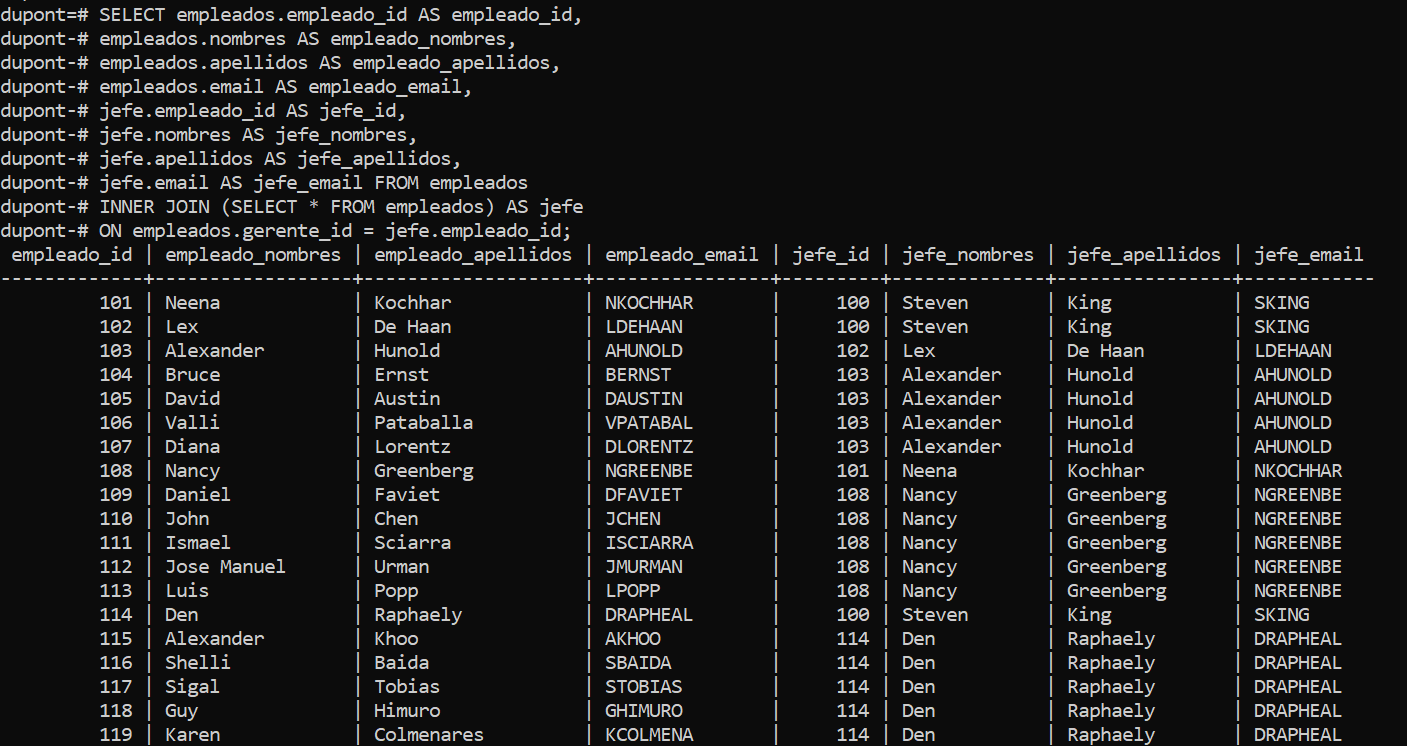 dupont=# SELECT empleados.empleado_id AS empleado_id,
dupont-# empleados.nombres AS empleado_nombres,
dupont-# empleados.apellidos AS empleado_apellidos,
dupont-# empleados.email AS empleado_email,
dupont-# jefe.empleado_id AS jefe_id,
dupont-# jefe.nombres AS jefe_nombres,
dupont-# jefe.apellidos AS jefe_apellidos,
dupont-# jefe.email AS jefe_email FROM empleados
dupont-# INNER JOIN (SELECT * FROM empleados) AS jefe
dupont-# ON empleados.gerente_id = jefe.empleado_id;
 empleado_id | empleado_nombres | empleado_apellidos | empleado_email | jefe_id | jefe_nombres | jefe_apellidos | jefe_email
-------------+------------------+--------------------+----------------+---------+--------------+----------------+------------
         101 | Neena            | Kochhar            | NKOCHHAR       |     100 | Steven       | King           | SKING
         102 | Lex              | De Haan            | LDEHAAN        |     100 | Steven       | King           | SKING
         103 | Alexander        | Hunold             | AHUNOLD        |     102 | Lex          | De Haan        | LDEHAAN
         104 | Bruce            | Ernst              | BERNST         |     103 | Alexander    | Hunold         | AHUNOLD
         105 | David            | Austin             | DAUSTIN        |     103 | Alexander    | Hunold         | AHUNOLD
         106 | Valli            | Pataballa          | VPATABAL       |     103 | Alexander    | Hunold         | AHUNOLD
         107 | Diana            | Lorentz            | DLORENTZ       |     103 | Alexander    | Hunold         | AHUNOLD
         108 | Nancy            | Greenberg          | NGREENBE       |     101 | Neena        | Kochhar        | NKOCHHAR
         109 | Daniel           | Faviet             | DFAVIET        |     108 | Nancy        | Greenberg      | NGREENBE
         110 | John             | Chen               | JCHEN          |     108 | Nancy        | Greenberg      | NGREENBE
         111 | Ismael           | Sciarra            | ISCIARRA       |     108 | Nancy        | Greenberg      | NGREENBE
         112 | Jose Manuel      | Urman              | JMURMAN        |     108 | Nancy        | Greenberg      | NGREENBE
         113 | Luis             | Popp               | LPOPP          |     108 | Nancy        | Greenberg      | NGREENBE
         114 | Den              | Raphaely           | DRAPHEAL       |     100 | Steven       | King           | SKING
         115 | Alexander        | Khoo               | AKHOO          |     114 | Den          | Raphaely       | DRAPHEAL
         116 | Shelli           | Baida              | SBAIDA         |     114 | Den          | Raphaely       | DRAPHEAL
         117 | Sigal            | Tobias             | STOBIAS        |     114 | Den          | Raphaely       | DRAPHEAL
         118 | Guy              | Himuro             | GHIMURO        |     114 | Den          | Raphaely       | DRAPHEAL
         119 | Karen            | Colmenares         | KCOLMENA       |     114 | Den          | Raphaely       | DRAPHEAL